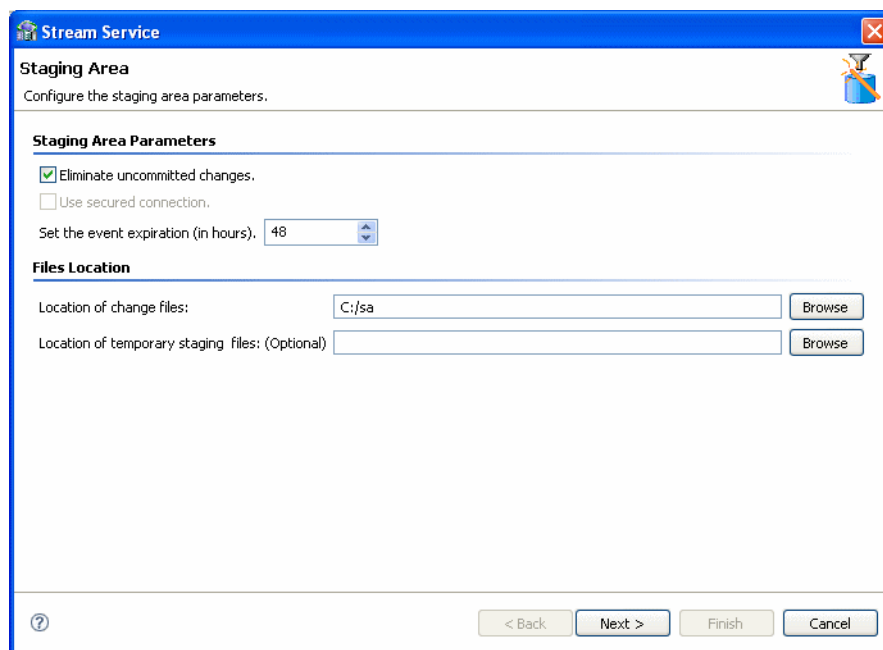 Stream Service
Staging Area
Configure the staging area parameters.
Staging Area Parameters
Eliminate uncommitted changes.
Use secured connection.
Set the event expiration (in hours). 48
Files Location
Location of change files: C:/sa Browse
Location of temporary staging files: (Optional) Browse
? < Back Next > Finish Cancel